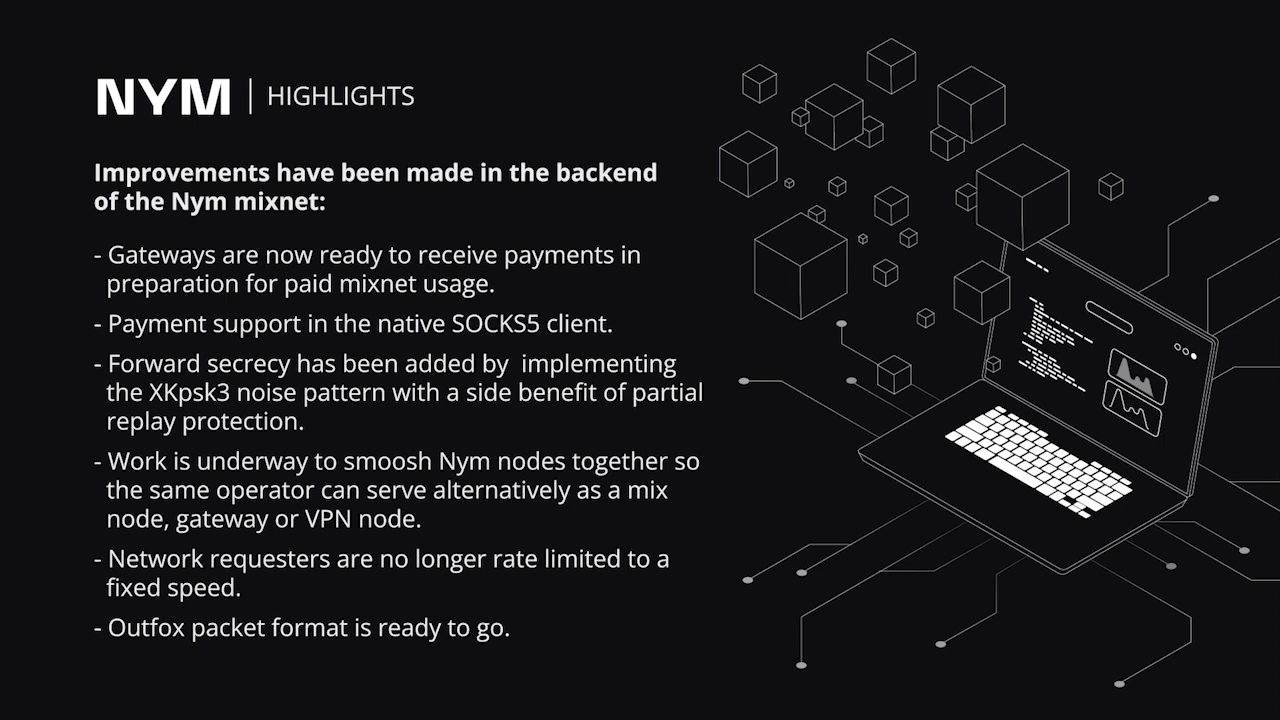 NYM | HIGHLIGHTS
Improvements have been made in the backend
of the Nym mixnet:
- Gateways are now ready to receive payments in
preparation for paid mixnet usage.
- Payment support in the native SOCKS5 client.
- Forward secrecy has been added by  implementing
the XKpsk3 noise pattern with a side benefit of partial
replay protection.
- Work is underway to smoosh Nym nodes together so
the same operator can serve alternatively as a mix
node, gateway or VPN node.
- Network requesters are no longer rate limited to a
fixed speed.
- Outfox packet format is ready to go.